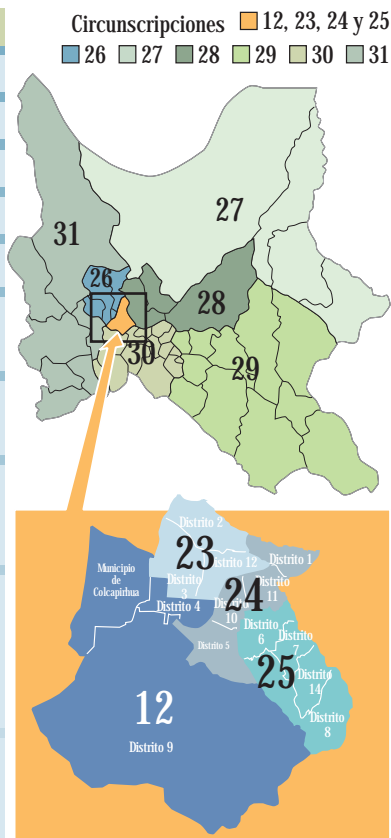 Circunscripciones 12, 23, 24 y 25
26 27 28 29 30 31
31
27
26
28
30
29
Distrito 2
23
Distrito 12
Distrito 1
Municipio
de
Colcapirhua
Distrito
3
24
Distrito
11
Distrito 4
Distrito
10
Distrito
6
Distrito 5
Distrito
7
25
Distrito
14
12
Distrito
8
Distrito 9